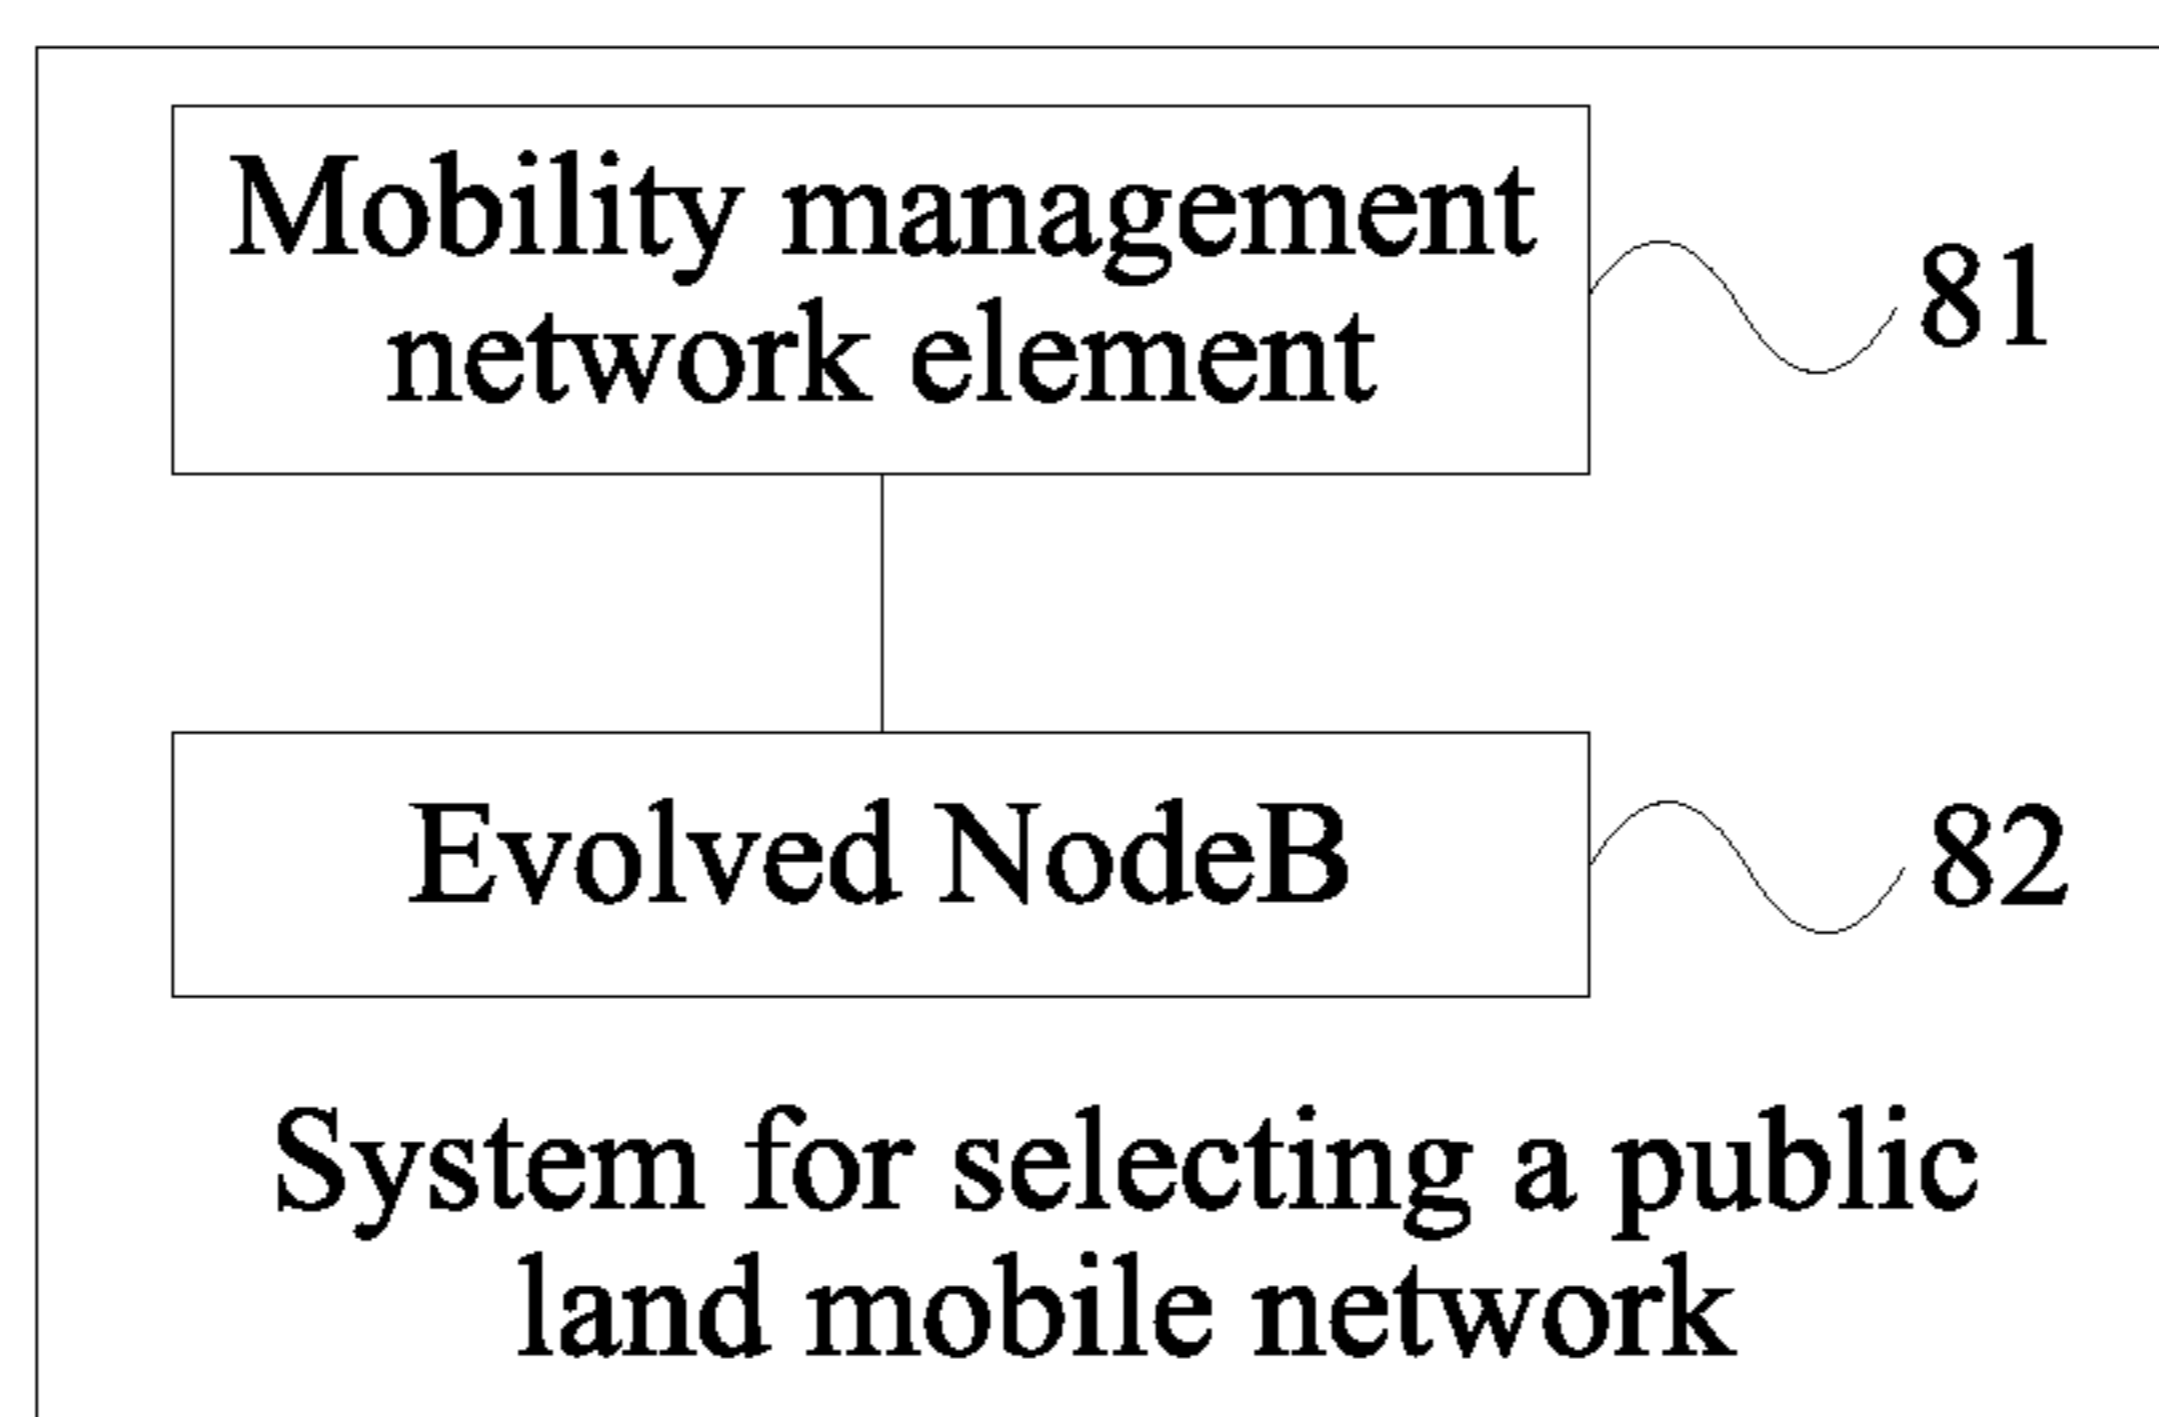 Mobility management
network element
81
Evolved NodeB
82
System for selecting a public
land mobile network